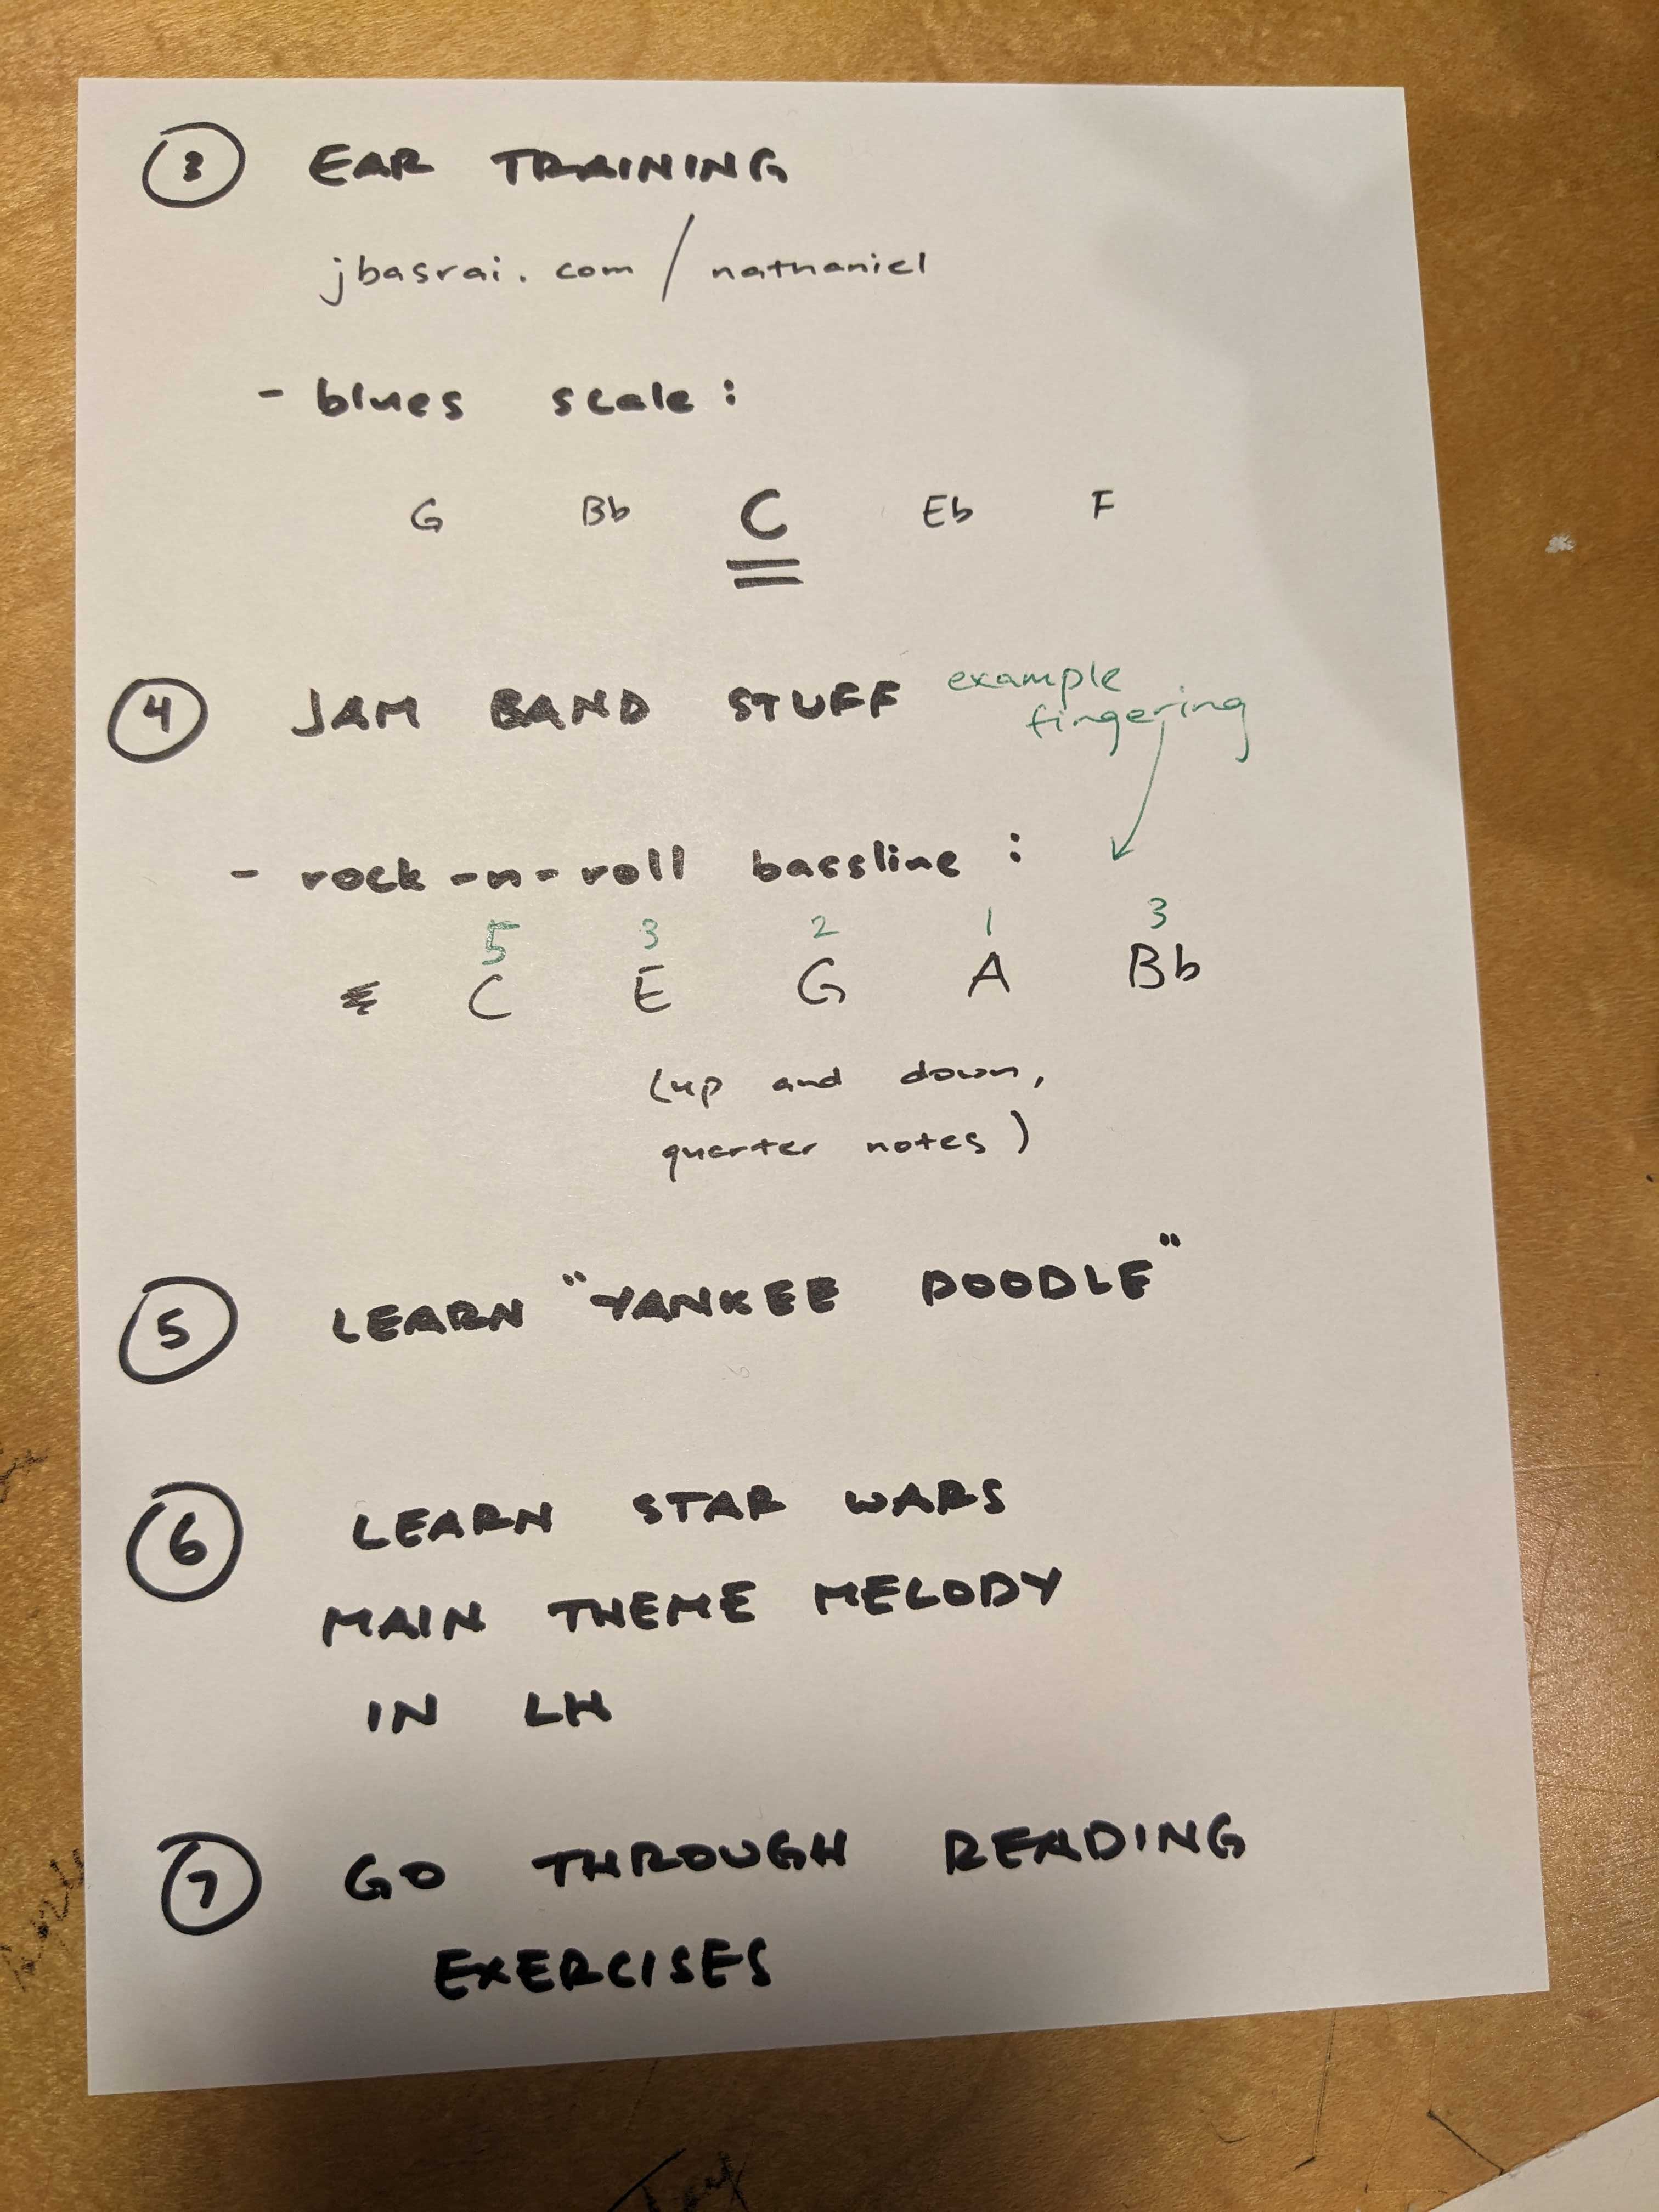 3 EAR TRAINING
jbasrai.com/nathaniel
- blues scale:
G Bb C Eb F
4 JAM BAND STUFF
example
fingering
- rock-n-roll bassline:
5 3 2 1 3
C E G A Bb
(up and down,
quarter notes)
5 LEARN "YANKEE DOODLE"
6 LEARN STAR WARS
MAIN THEME MELODY
IN LH
7 GO THROUGH READING
EXERCISES